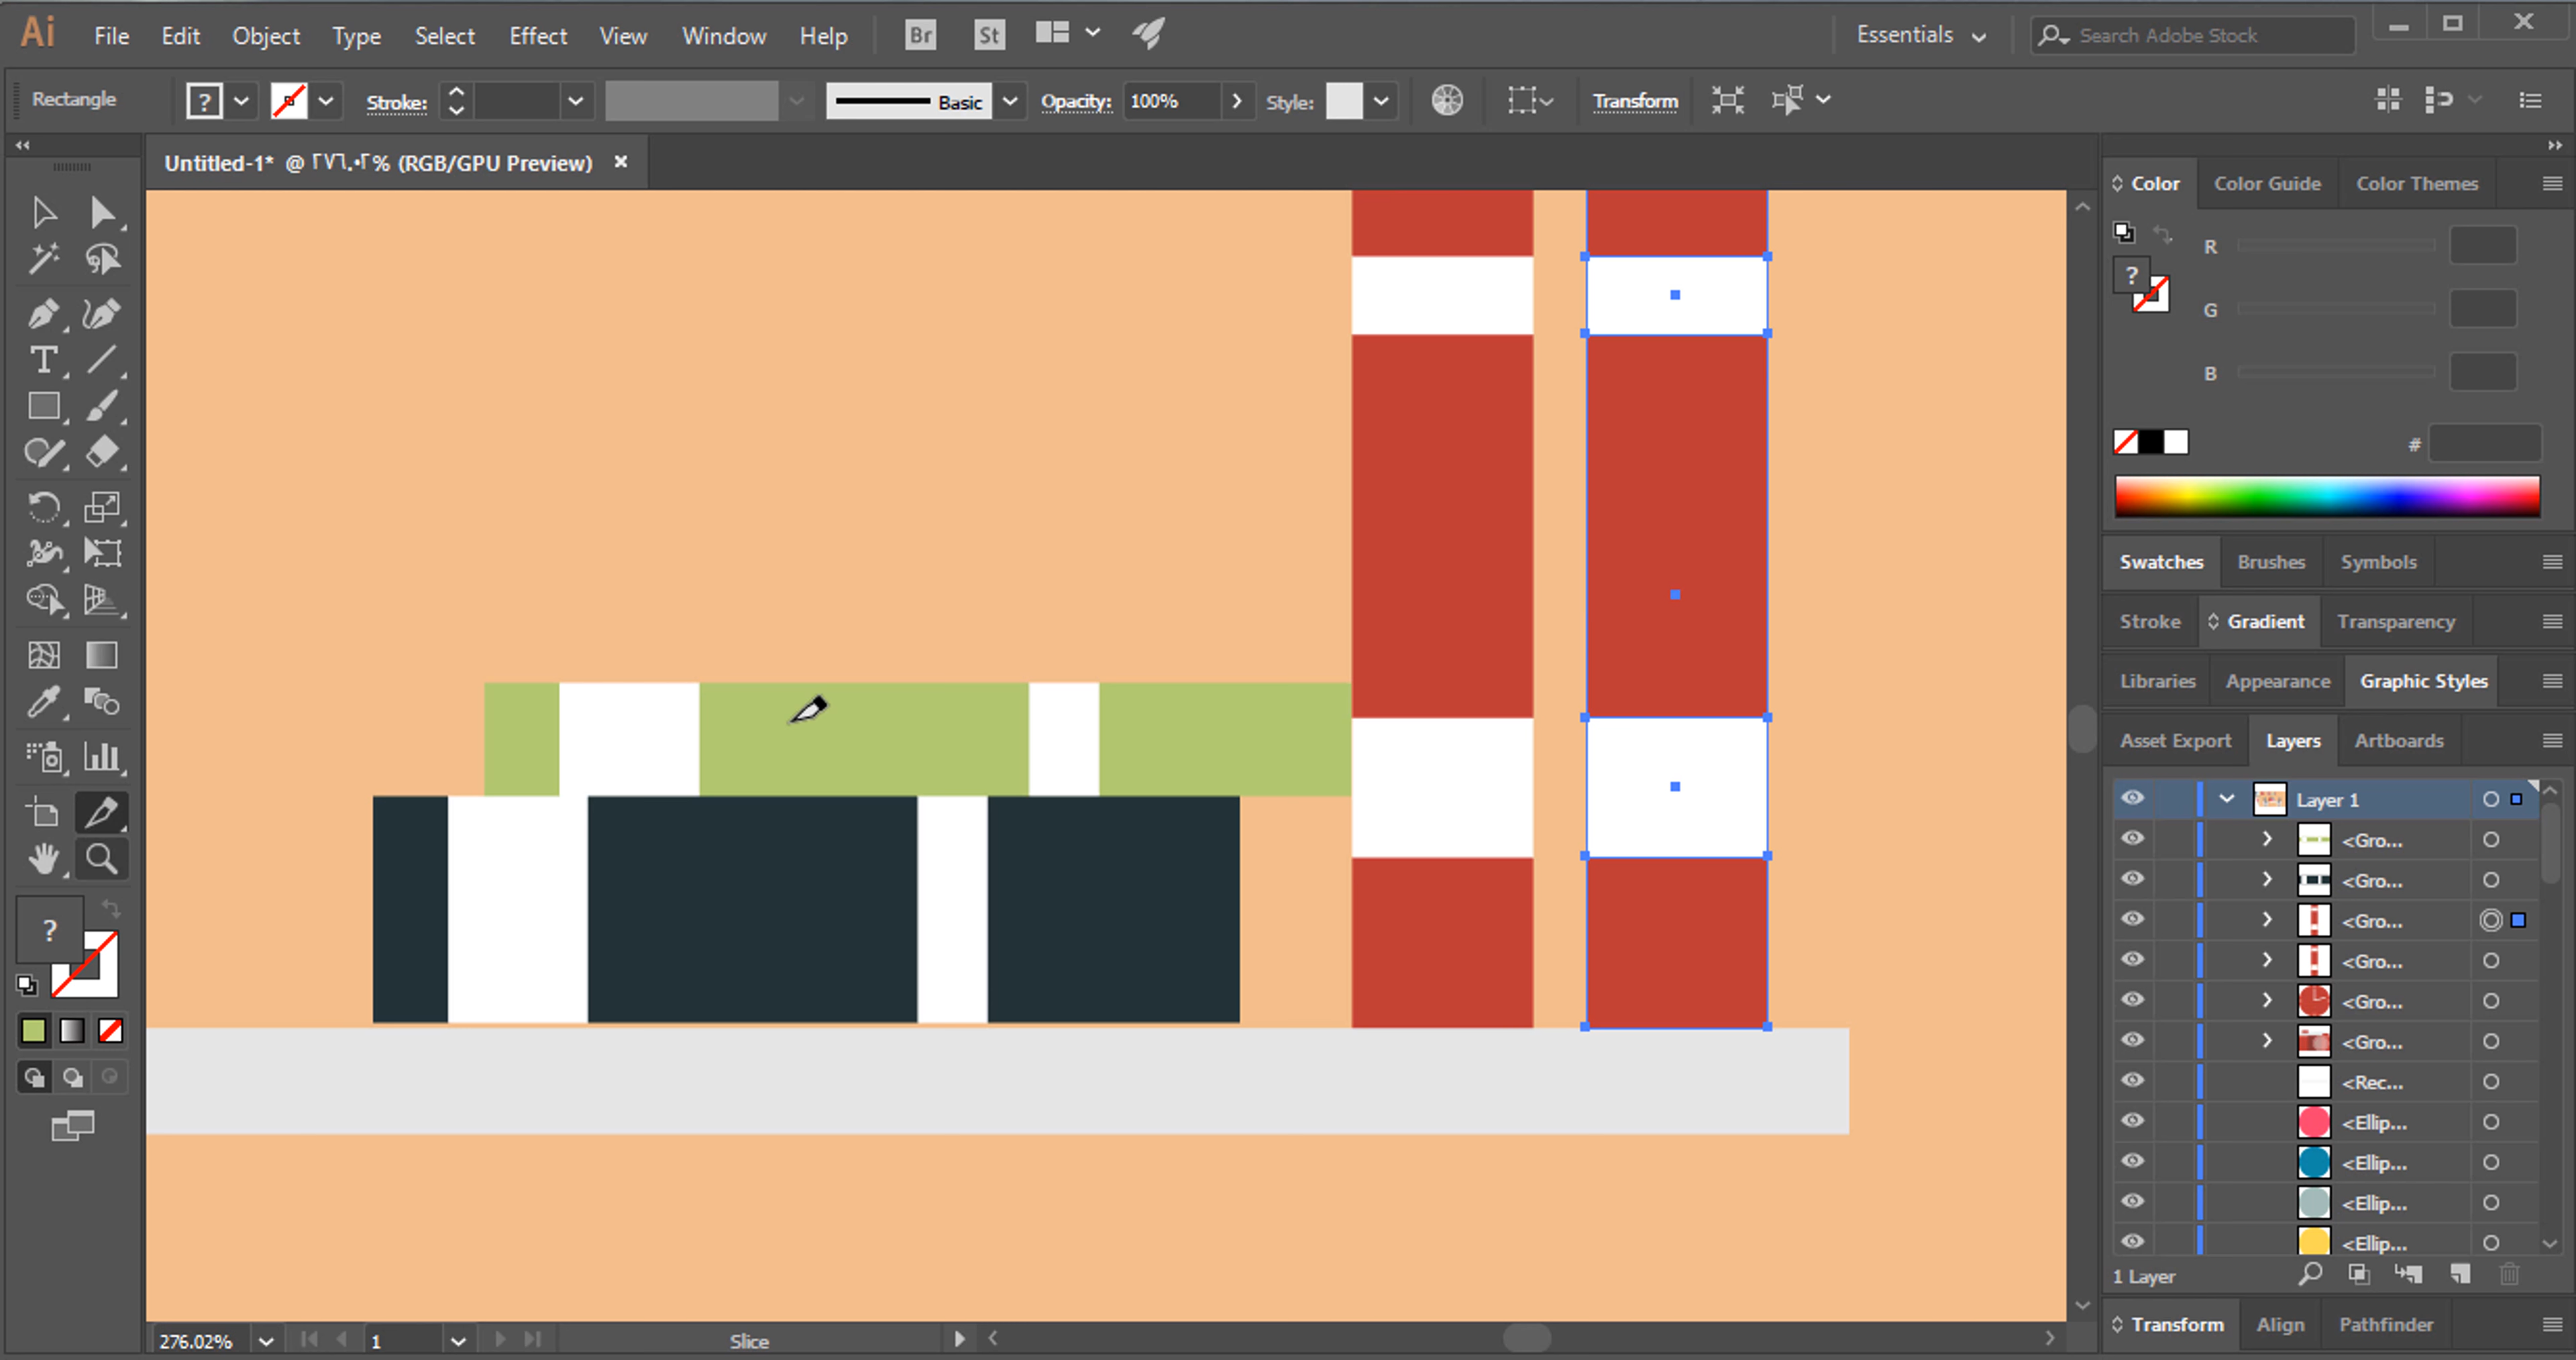 Ai File Edit Object Type Select Effect View Window Help Br St Essentials Search Adobe Stock
Rectangle ? Stroke: Basic Opacity: 100% Style: Transform
Untitled-1* @ ٢٧٦.٠٢% (RGB/GPU Preview) ×
Color Color Guide Color Themes
R
?
G
B
#
Swatches Brushes Symbols
Stroke Gradient Transparency
Libraries Appearance Graphic Styles
Asset Export Layers Artboards
Layer 1
<Gro...
<Gro...
<Gro...
<Gro...
<Gro...
<Gro...
<Rec...
<Ellip...
<Ellip...
<Ellip...
<Ellip...
1 Layer
Transform Align Pathfinder
T
?
276.02% 1 Slice